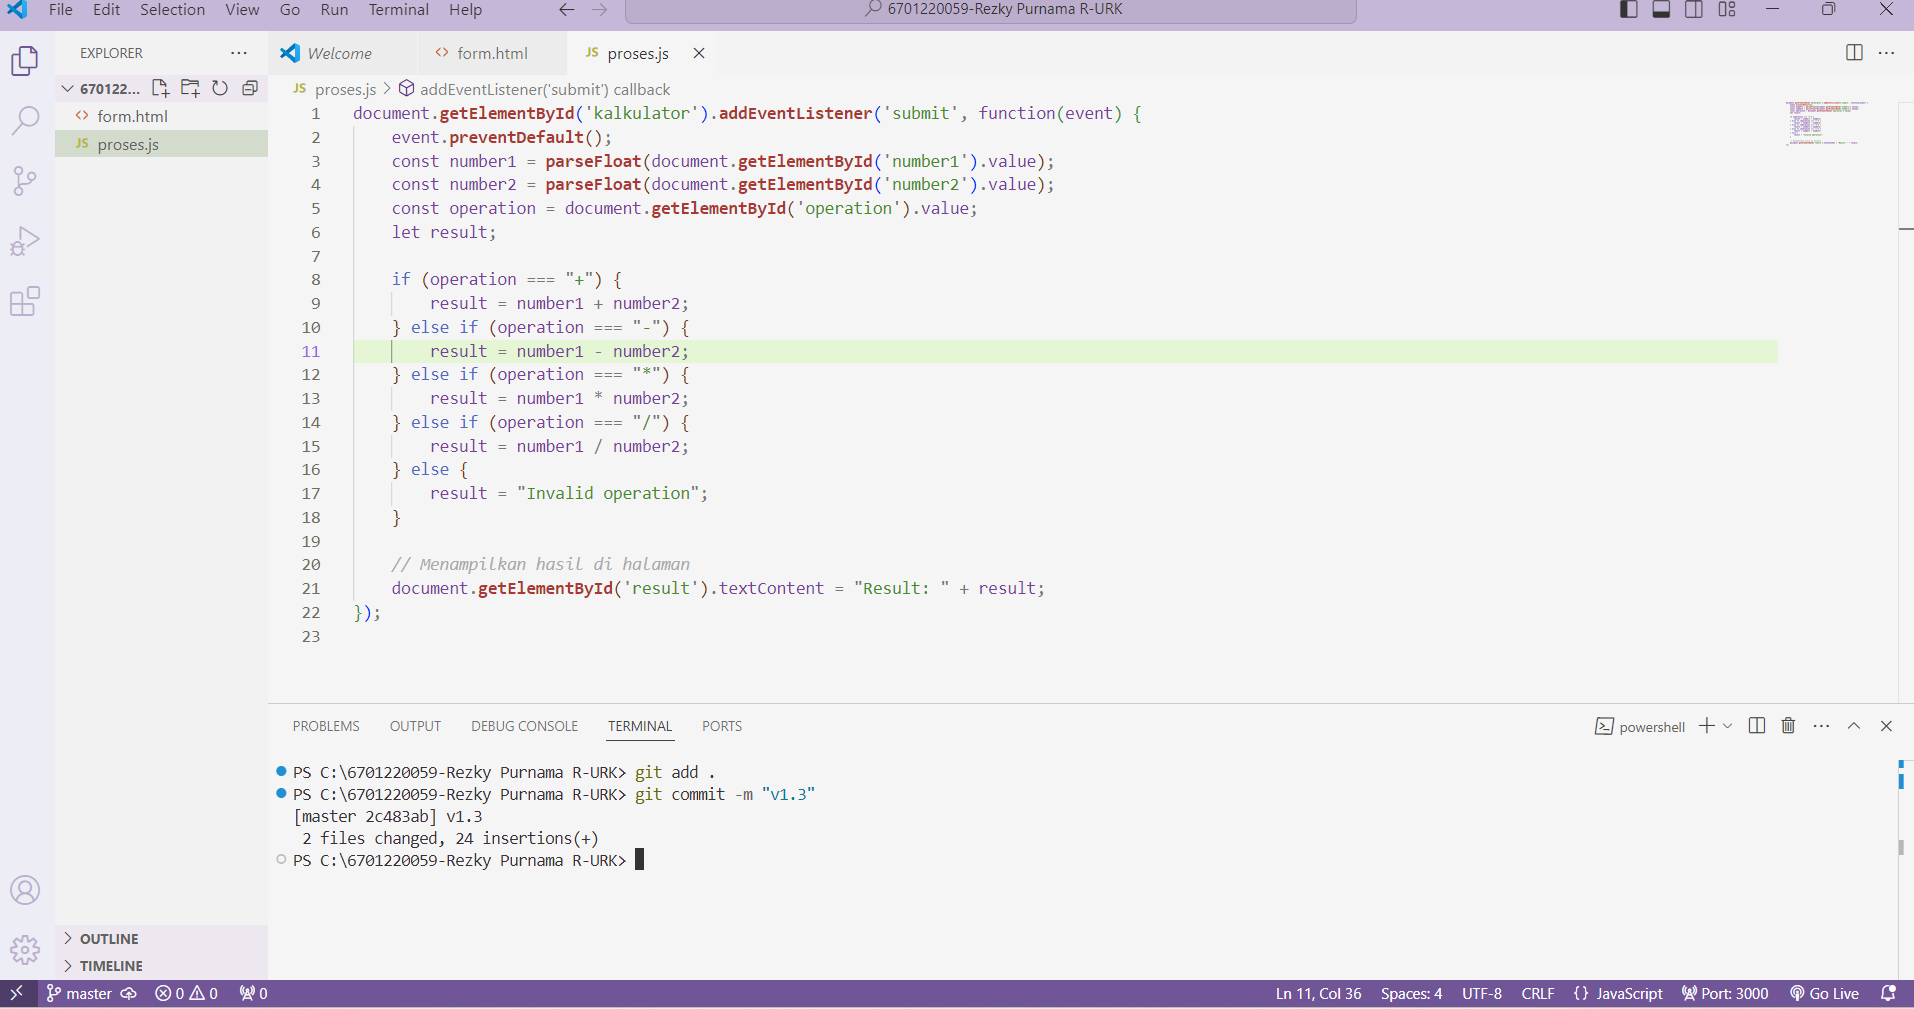 File Edit Selection View Go Run Terminal Help
6701220059-Rezky Purnama R-URK
EXPLORER
Welcome
form.html
JS proses.js
670122...
form.html
JS proses.js
JS proses.js > addEventListener('submit') callback
1 document.getElementById('kalkulator').addEventListener('submit', function(event) {
2 event.preventDefault();
3 const number1 = parseFloat(document.getElementById('number1').value);
4 const number2 = parseFloat(document.getElementById('number2').value);
5 const operation = document.getElementById('operation').value;
6 let result;
7
8 if (operation === "+") {
9 result = number1 + number2;
10 } else if (operation === "-") {
11 result = number1 - number2;
12 } else if (operation === "*") {
13 result = number1 * number2;
14 } else if (operation === "/") {
15 result = number1 / number2;
16 } else {
17 result = "Invalid operation";
18 }
19
20 // Menampilkan hasil di halaman
21 document.getElementById('result').textContent = "Result: " + result;
22 });
23
PROBLEMS OUTPUT DEBUG CONSOLE TERMINAL PORTS
powershell
PS C:\6701220059-Rezky Purnama R-URK> git add .
PS C:\6701220059-Rezky Purnama R-URK> git commit -m "v1.3"
[master 2c483ab] v1.3
2 files changed, 24 insertions(+)
PS C:\6701220059-Rezky Purnama R-URK>
OUTLINE
TIMELINE
master 0 0 0 Ln 11, Col 36 Spaces: 4 UTF-8 CRLF {} JavaScript Port: 3000 Go Live